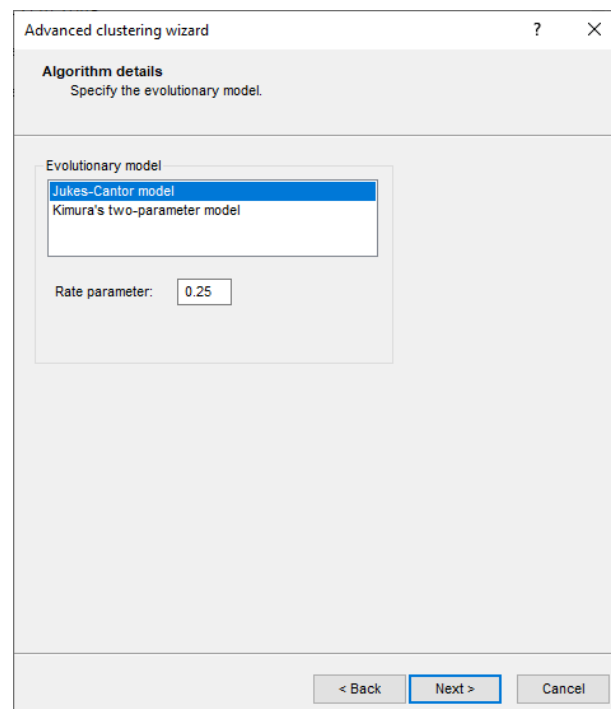 Advanced clustering wizard
?
Algorithm details
Specify the evolutionary model.
Evolutionary model
Jukes-Cantor model
Kimura's two-parameter model
Rate parameter: 0.25
< Back Next > Cancel